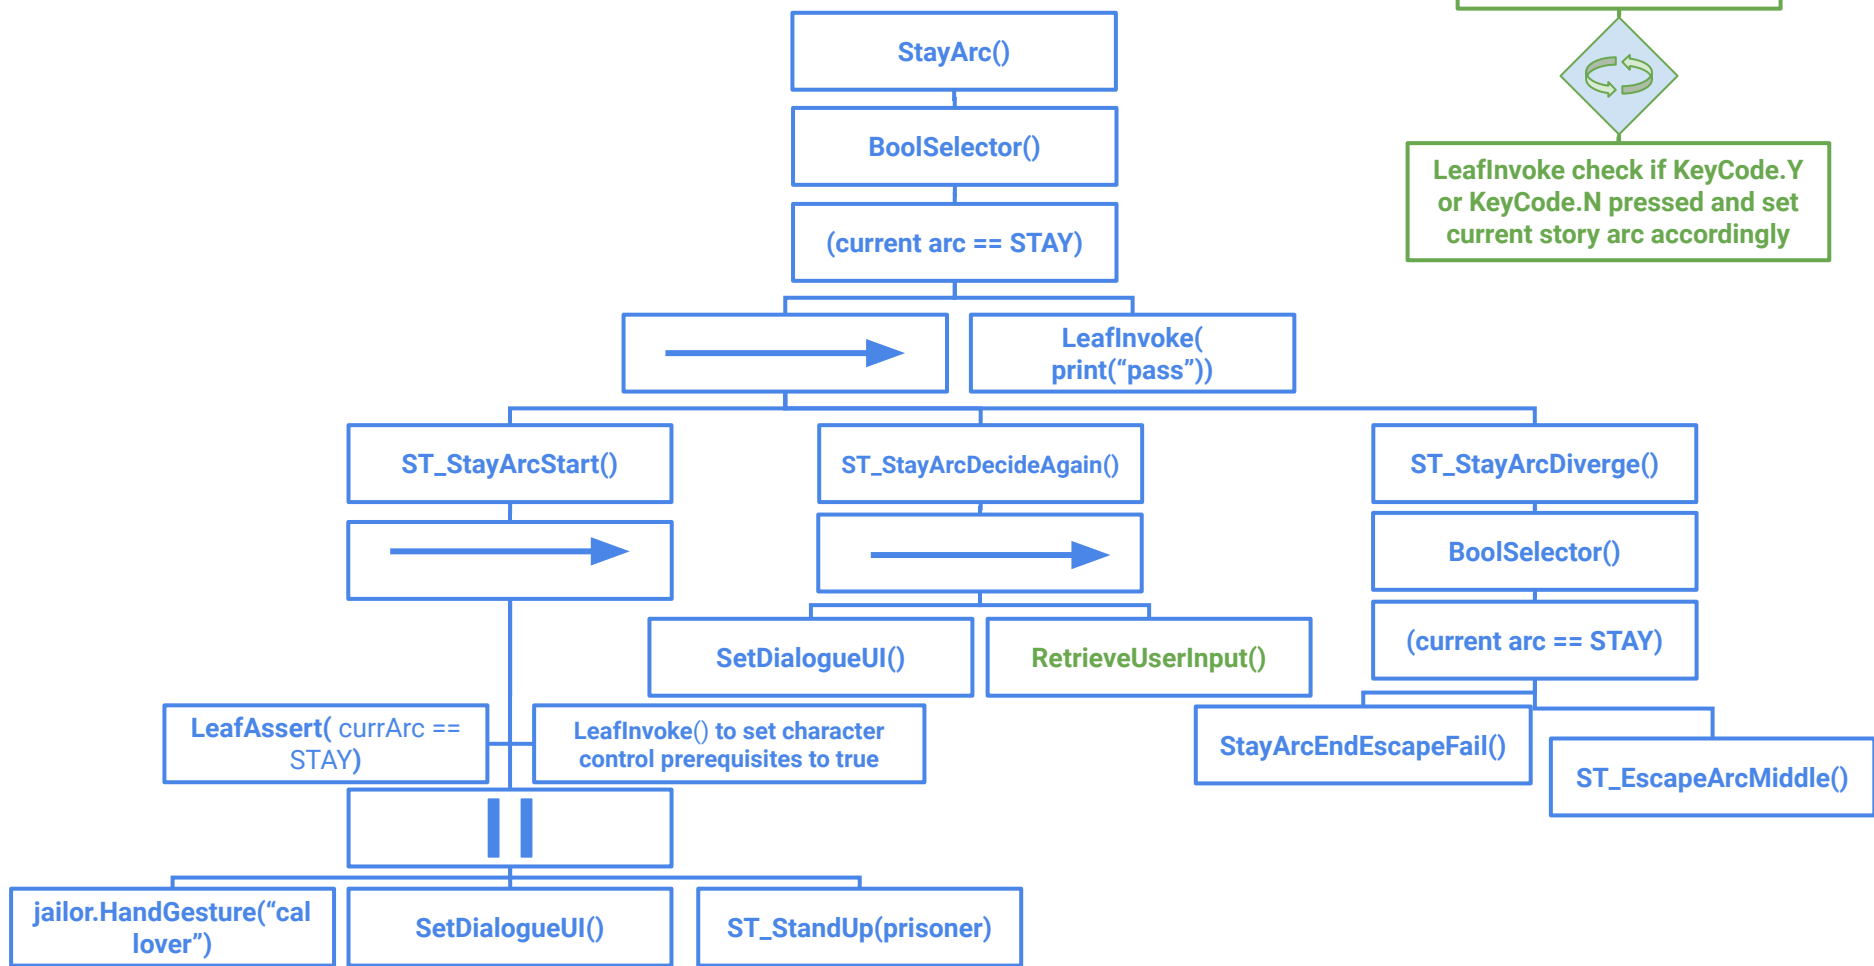 StayArc()
BoolSelector()
(current arc == STAY)
LeafInvoke(
print(“pass”))
LeafInvoke check if KeyCode.Y
or KeyCode.N pressed and set
current story arc accordingly
ST_StayArcStart()
ST_StayArcDecideAgain()
ST_StayArcDiverge()
BoolSelector()
SetDialogueUI()
RetrieveUserInput()
(current arc == STAY)
LeafAssert( currArc ==
STAY)
LeafInvoke() to set character
control prerequisites to true
StayArcEndEscapeFail()
ST_EscapeArcMiddle()
jailor.HandGesture(“cal
lover”)
SetDialogueUI()
ST_StandUp(prisoner)